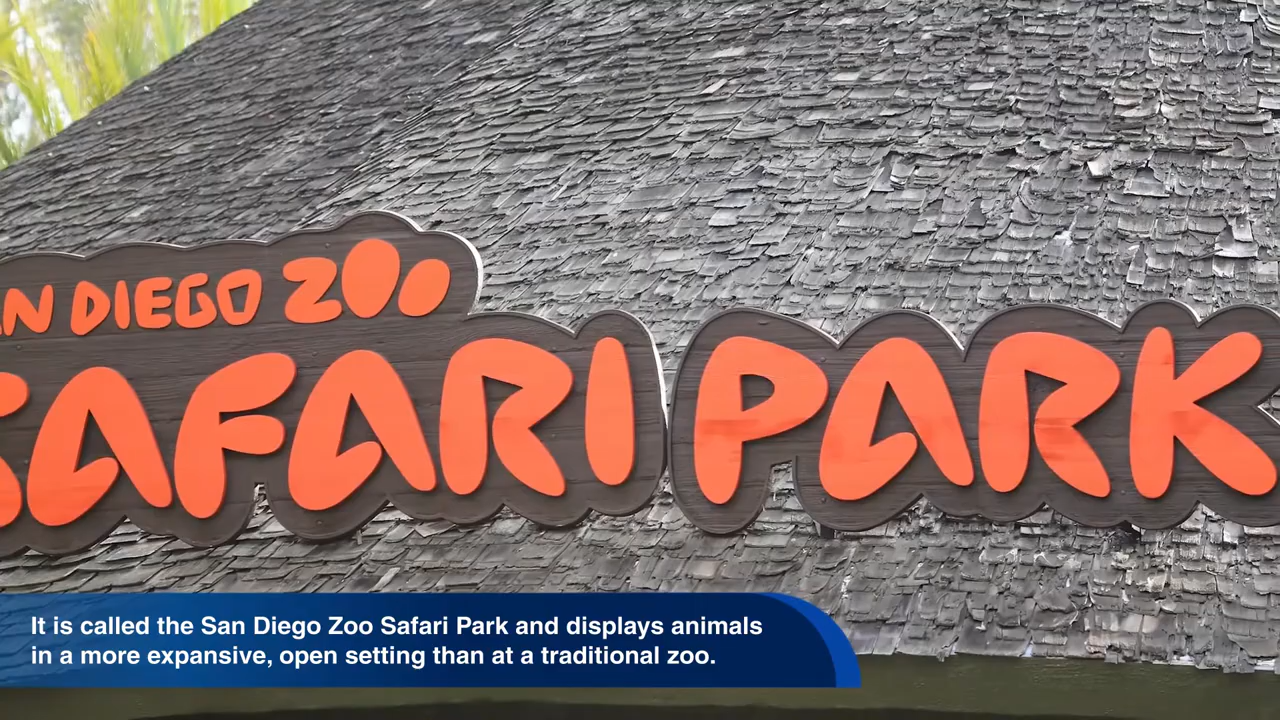 AN DIEGO ZOO
SAFARI PARK
It is called the San Diego Zoo Safari Park and displays animals
in a more expansive, open setting than at a traditional zoo.